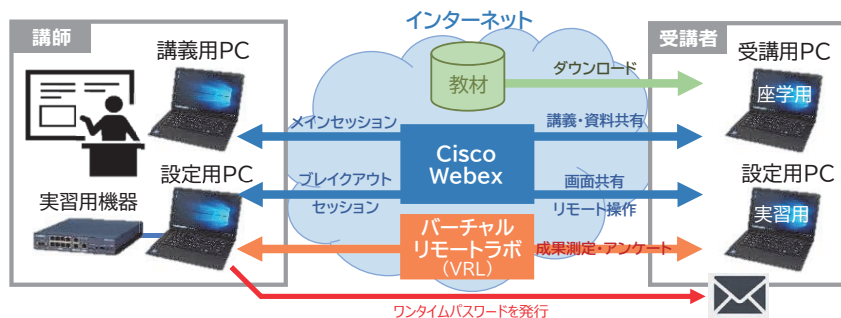 インターネット
講師
講義用PC
設定用PC
実習用機器
教材
ダウンロード
メインセッション
講義・資料共有
Cisco
Webex
ブレイクアウト
セッション
画面共有
リモート操作
バーチャル
リモートラボ
(VRL)
成果測定・アンケート
受講者
受講用PC
座学用
設定用PC
実習用
ワンタイムパスワードを発行